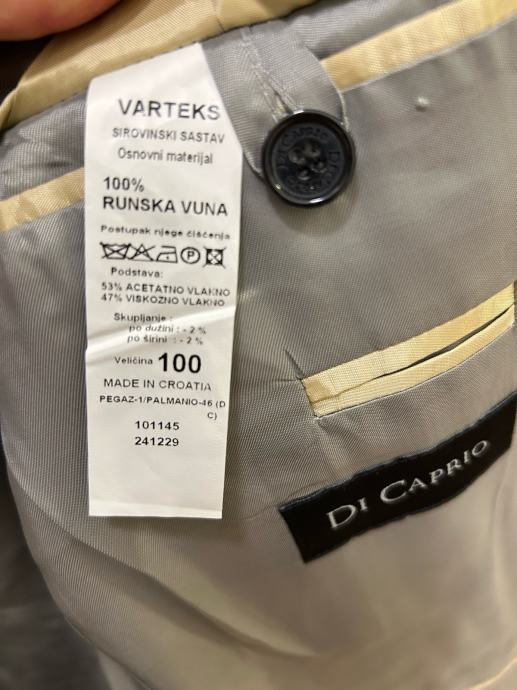 VARTEKS
SIROVINSKI SASTAV
Osnovni materijal
100%
RUNSKA VUNA
Postupak njege čišćenja
P
Podstava:
53% ACETATNO VLAKNO
47% VISKOZNO VLAKNO
Skupljanje :
po dužini : - 2 %
po širini : - 2 %
Veličina 100
MADE IN CROATIA
PEGAZ-1/PALMANIO-46 (D
C)
101145
241229
DI CAPRIO
DI CAPRIO